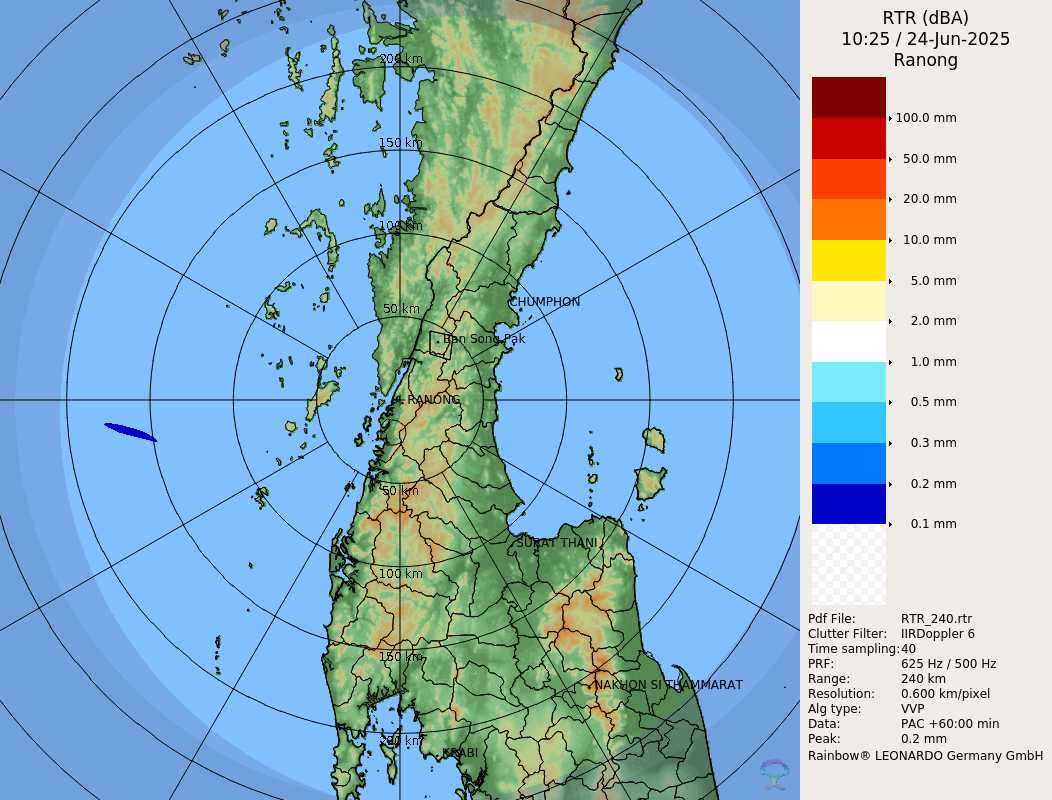 200 km
150 km
100 km
50 km
CHUMPHON
Ban Song Pak
RANONG
50 km
SURAT THANI
100 km
150 km
NAKHON SI THAMMARAT
200 km
KRABI
RTR (dBA)
10:25 / 24-Jun-2025
Ranong
100.0 mm
50.0 mm
20.0 mm
10.0 mm
5.0 mm
2.0 mm
1.0 mm
0.5 mm
0.3 mm
0.2 mm
0.1 mm
Pdf File: RTR_240.rtr
Clutter Filter: IIRDoppler 6
Time sampling:40
PRF: 625 Hz / 500 Hz
Range: 240 km
Resolution: 0.600 km/pixel
Alg type: VVP
Data: PAC +60:00 min
Peak: 0.2 mm
Rainbow® LEONARDO Germany GmbH